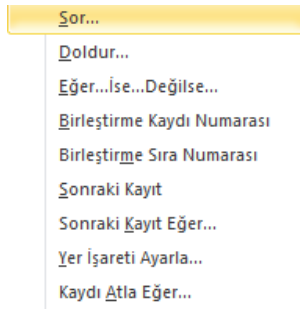 Sor...
Doldur...
Eğer...İse...Değilse...
Birleştirme Kaydı Numarası
Birleştirme Sıra Numarası
Sonraki Kayıt
Sonraki Kayıt Eğer...
Yer İşareti Ayarla...
Kaydı Atla Eğer...